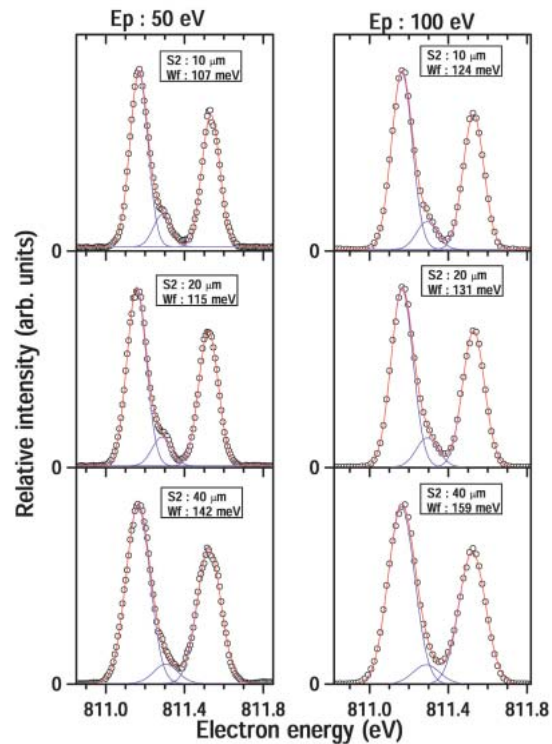 Ep : 50 eV
Ep : 100 eV
S2 : 10 μm
Wf : 107 meV
S2 : 10 μm
Wf : 124 meV
0
0
S2 : 20 μm
Wf : 115 meV
S2 : 20 μm
Wf : 131 meV
Relative intensity (arb. units)
0
0
S2 : 40 μm
Wf : 142 meV
S2 : 40 μm
Wf : 159 meV
0
0
811.0 811.4 811.8
811.0 811.4 811.8
Electron energy (eV)